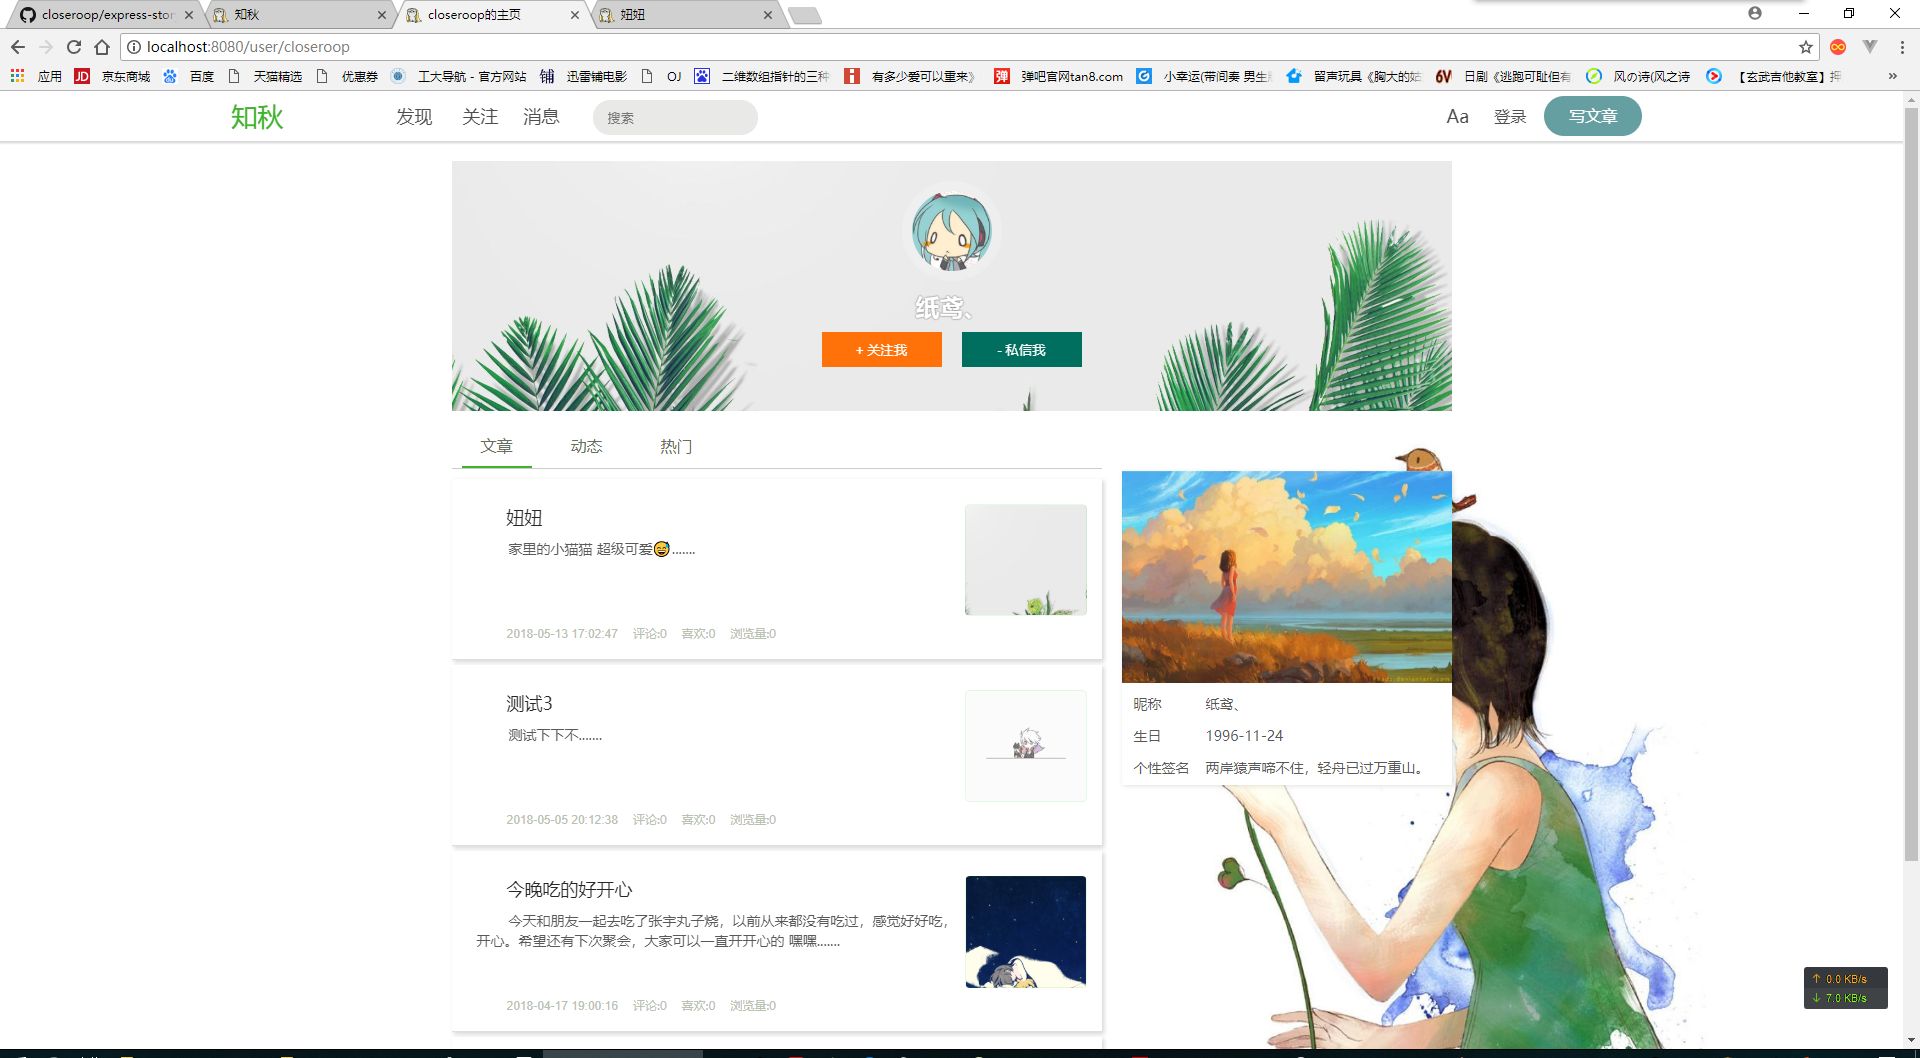 closeroop/express-stor
知秋
closeroop的主页
妞妞
localhost:8080/user/closeroop
应用 京东商城 百度 天猫精选 优惠券 工大导航 - 官方网站 迅雷铺电影 OJ 二维数组指针的三种 有多少爱可以重来》 弹吧官网tan8.com 小幸运(带间奏 男生 留声玩具《胸大的姑 日剧《逃跑可耻但有 风の诗(风之诗 【玄武吉他教室】押 »
知秋 发现 关注 消息 搜索 Aa 登录 写文章
纸鸢、
+ 关注我 - 私信我
文章 动态 热门
妞妞
家里的小猫猫 超级可爱😅.......
2018-05-13 17:02:47 评论:0 喜欢:0 浏览量:0
测试3
测试下下不.......
2018-05-05 20:12:38 评论:0 喜欢:0 浏览量:0
今晚吃的好开心
今天和朋友一起去吃了张宇丸子烧，以前从来都没有吃过，感觉好好吃，
开心。希望还有下次聚会，大家可以一直开开心的 嘿嘿.......
2018-04-17 19:00:16 评论:0 喜欢:0 浏览量:0
昵称 纸鸢、
生日 1996-11-24
个性签名 两岸猿声啼不住，轻舟已过万重山。
↑ 0.0 KB/s
↓ 7.0 KB/s